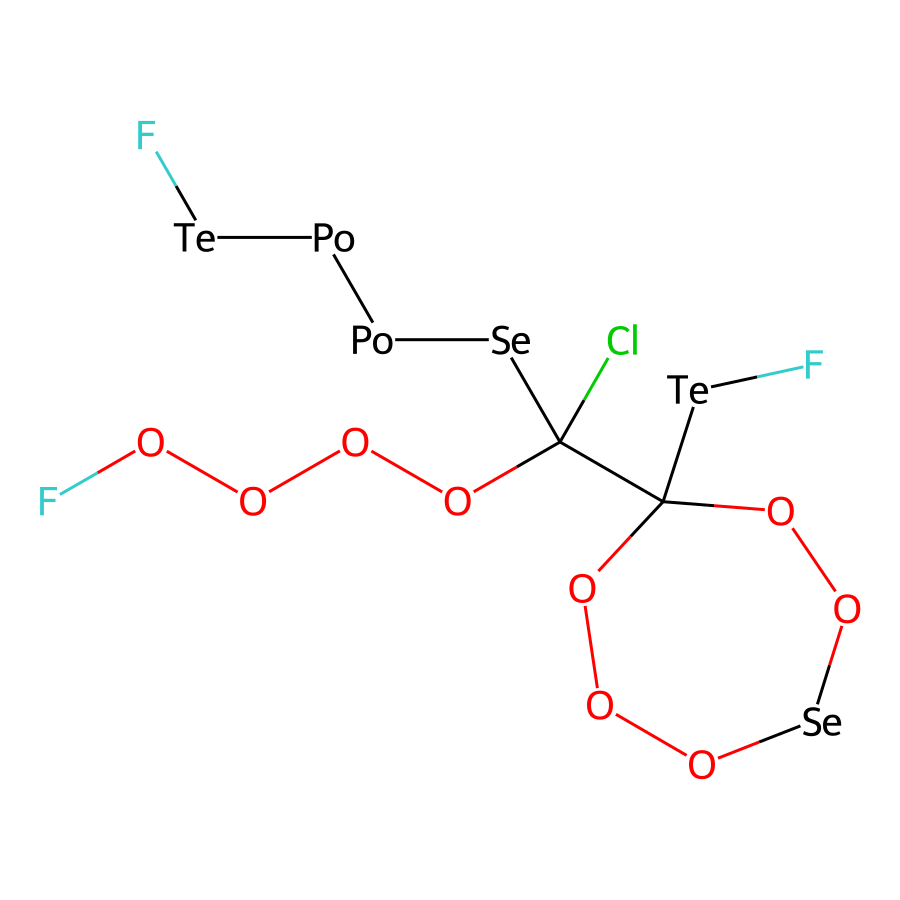 F
Te Po
Po Se Cl
Te F
O O
F O O
O
O O
O Se
O